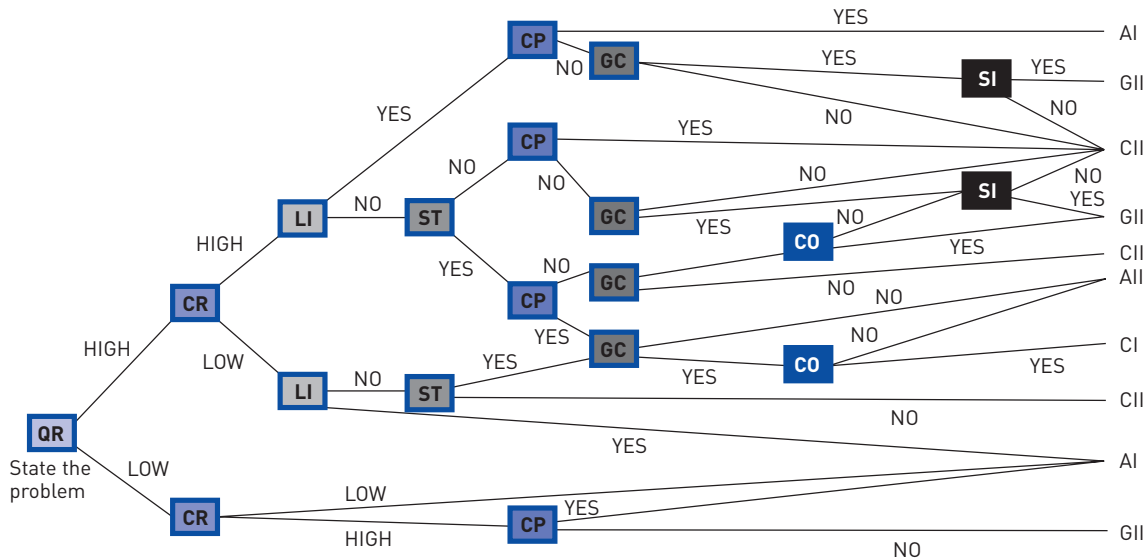 YES
AI
CP
NO
GC
YES
SI
YES
GII
NO
YES
NO
CP
YES
CII
NO
NO
NO
NO
SI
YES
LI
NO
ST
GC
YES
NO
CO
YES
GII
HIGH
YES
NO
GC
CII
CR
CP
NO
NO
AII
YES
HIGH
LOW
YES
GC
NO
CI
YES
CO
YES
LI
NO
ST
CII
NO
QR
YES
State the
problem
LOW
AI
LOW
YES
CR
HIGH
CP
GII
NO